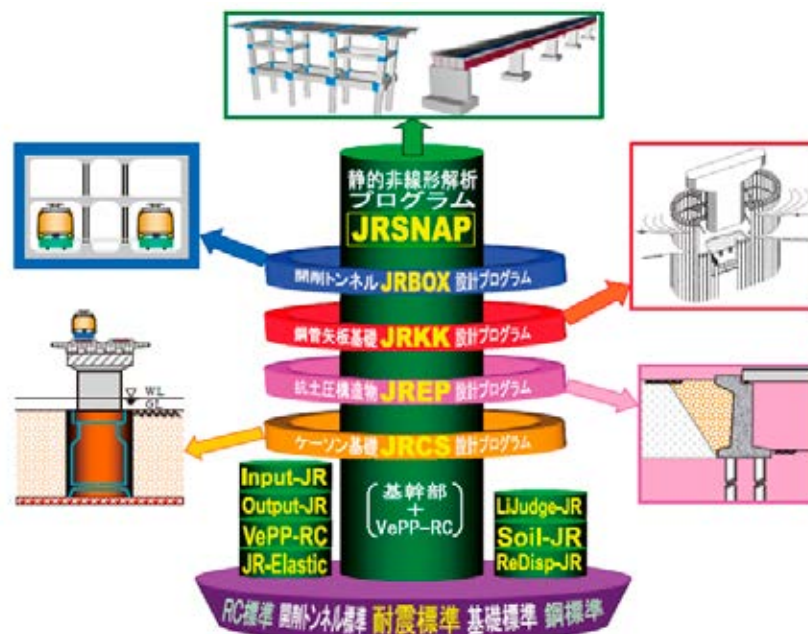 静的非線形解析
プログラム
JRSNAP
開削トンネル JRBOX 設計プログラム
鋼管矢板基礎 JRKK 設計プログラム
抗土圧構造物 JREP 設計プログラム
ケーソン基礎 JRCS 設計プログラム
WL
GL
Input-JR
Output-JR
VePP-RC
JR-Elastic
基幹部
+
VePP-RC
LiJudge-JR
Soil-JR
ReDisp-JR
RC標準 開削トンネル標準 耐震標準 基礎標準 鋼標準